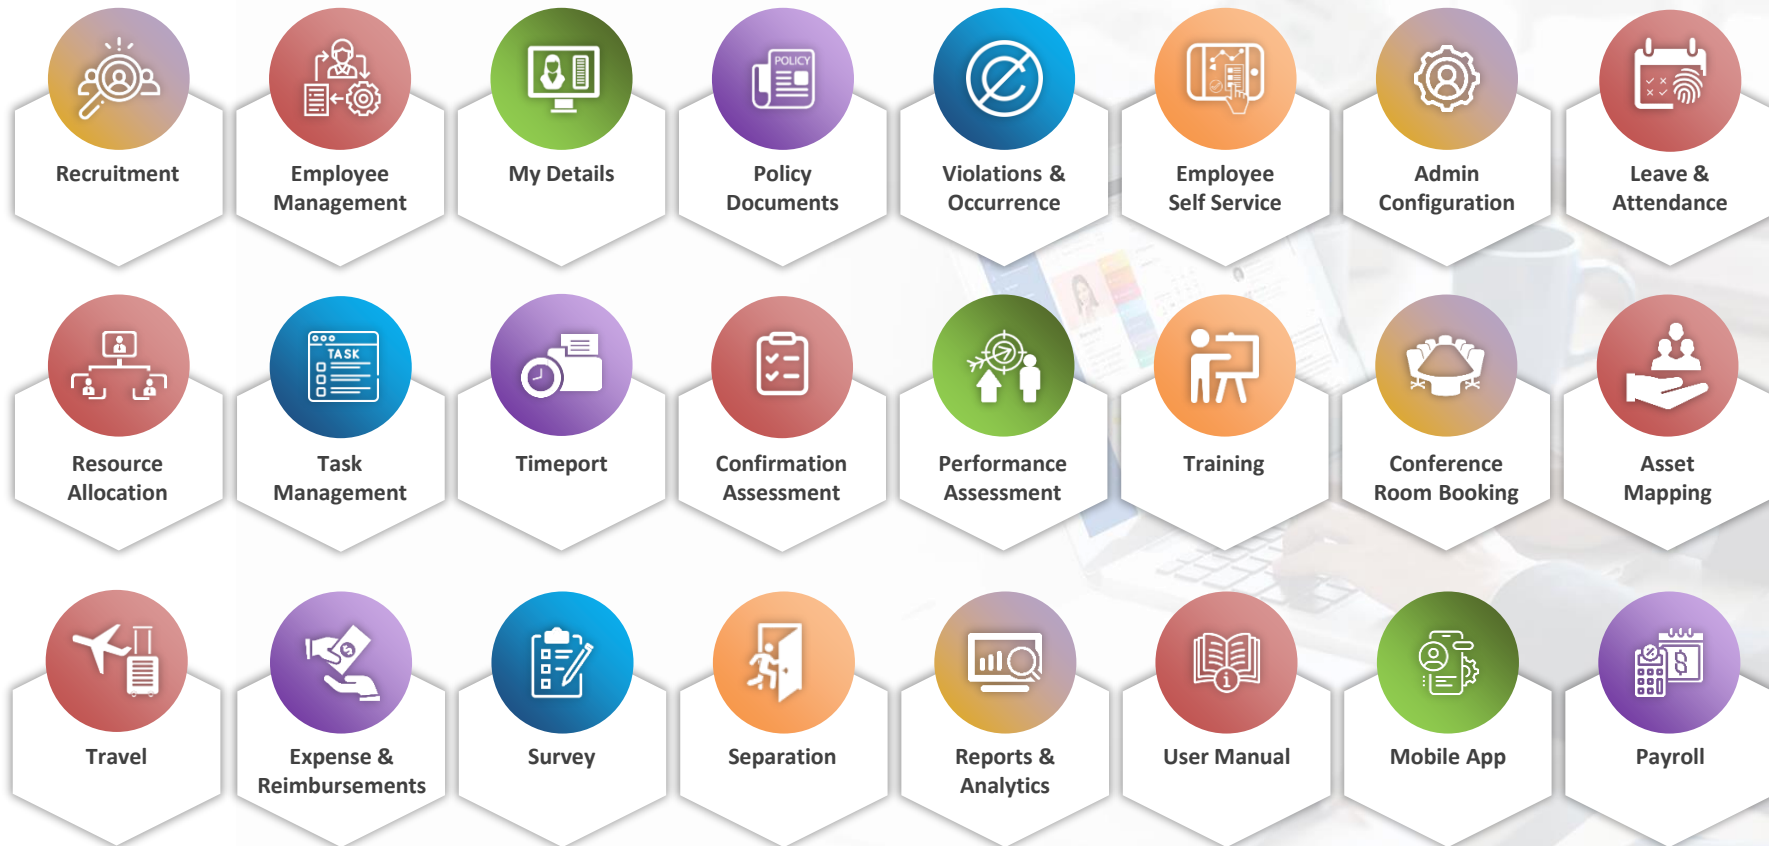 POLICY
Recruitment
Employee
Management
My Details
Policy
Documents
Violations &
Occurrence
Employee
Self Service
Admin
Configuration
Leave &
Attendance
TASK
Resource
Allocation
Task
Management
Timeport
Confirmation
Assessment
Performance
Assessment
Training
Conference
Room Booking
Asset
Mapping
Travel
Expense &
Reimbursements
Survey
Separation
Reports &
Analytics
User Manual
Mobile App
Payroll